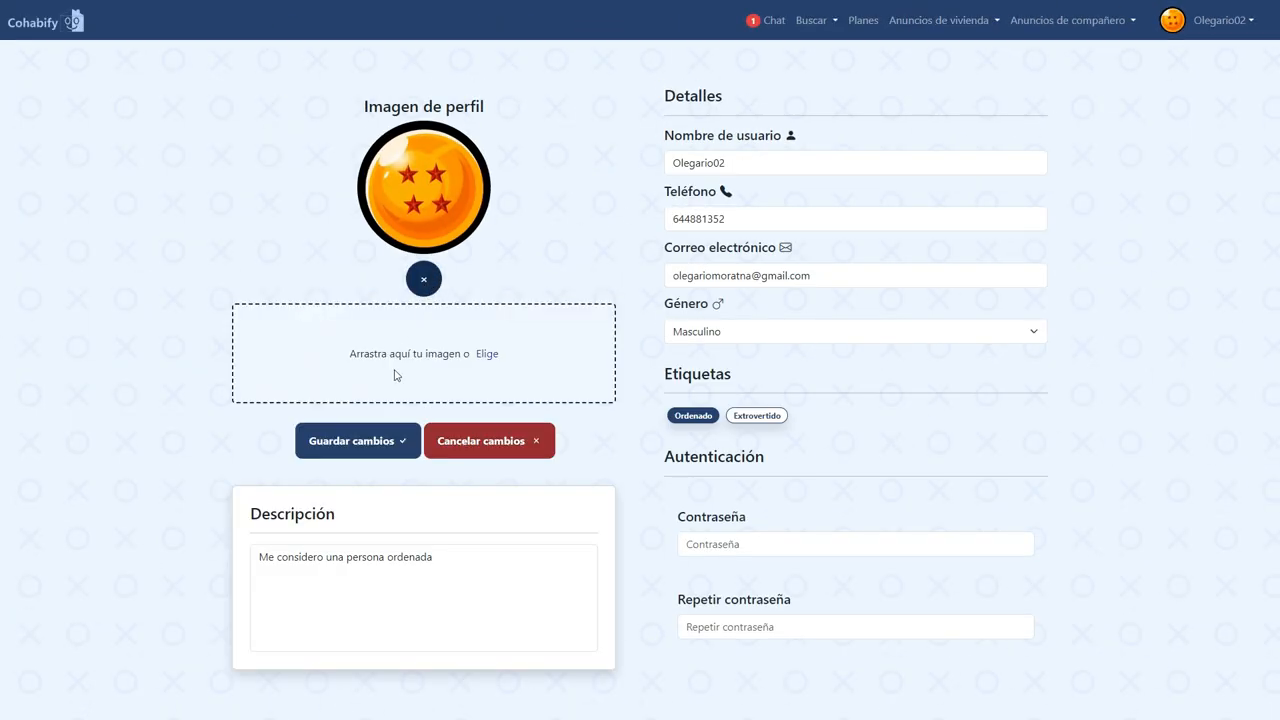 Cohabify
1 Chat Buscar Planes Anuncios de vivienda Anuncios de compañero Olegario02
Imagen de perfil
Arrastra aquí tu imagen o Elige
Guardar cambios Cancelar cambios
Descripción
Me considero una persona ordenada
Detalles
Nombre de usuario
Olegario02
Teléfono
644881352
Correo electrónico
olegariomoratna@gmail.com
Género
Masculino
Etiquetas
Ordenado Extrovertido
Autenticación
Contraseña
Contraseña
Repetir contraseña
Repetir contraseña